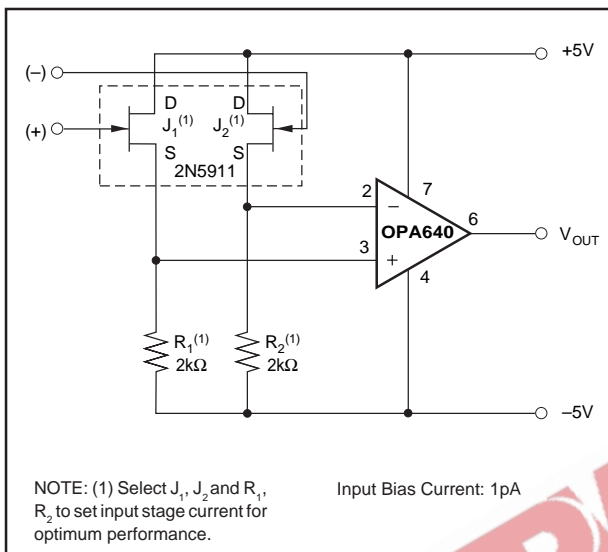 +5V
(–)
D
D
(+)
J₁⁽¹⁾
J₂⁽¹⁾
S
S
2N5911
2
–
7
OPA640
6
V_OUT
3
+
4
R₁⁽¹⁾
2kΩ
R₂⁽¹⁾
2kΩ
–5V
NOTE: (1) Select J₁, J₂ and R₁,
R₂ to set input stage current for
optimum performance.
Input Bias Current: 1pA